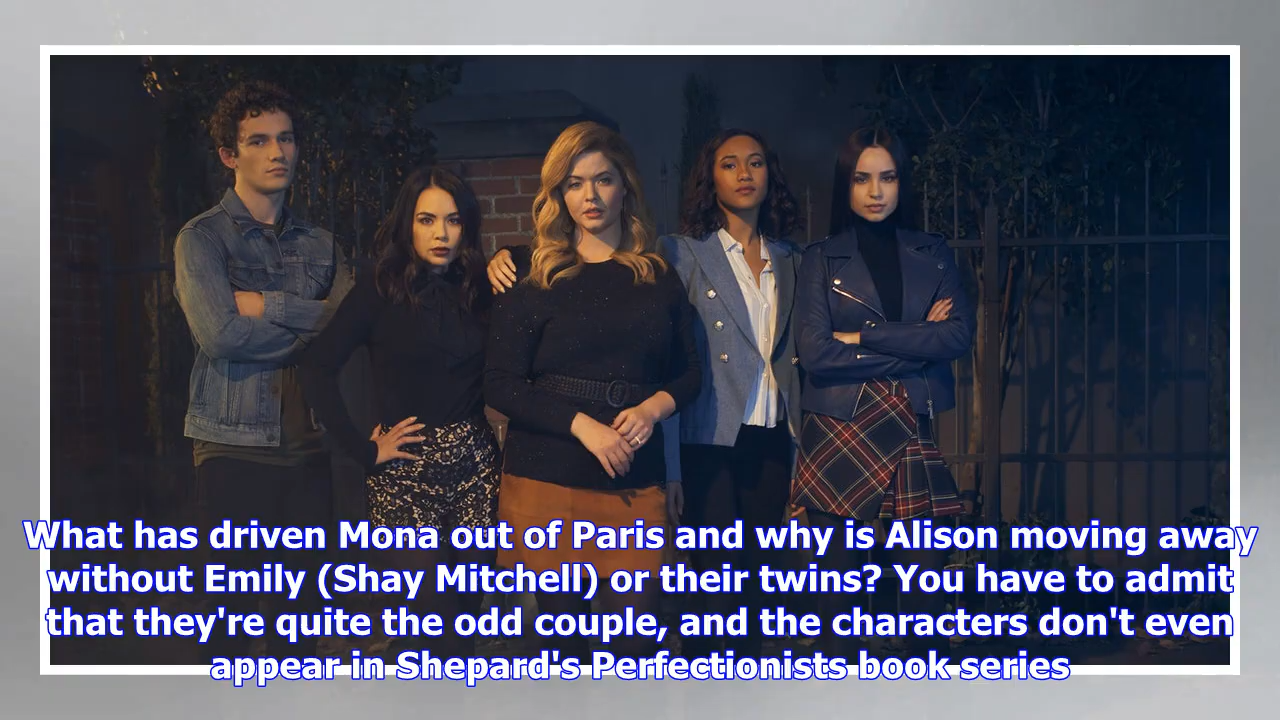 What has driven Mona out of Paris and why is Alison moving away
without Emily (Shay Mitchell) or their twins? You have to admit
that they're quite the odd couple, and the characters don't even
appear in Shepard's Perfectionists book series